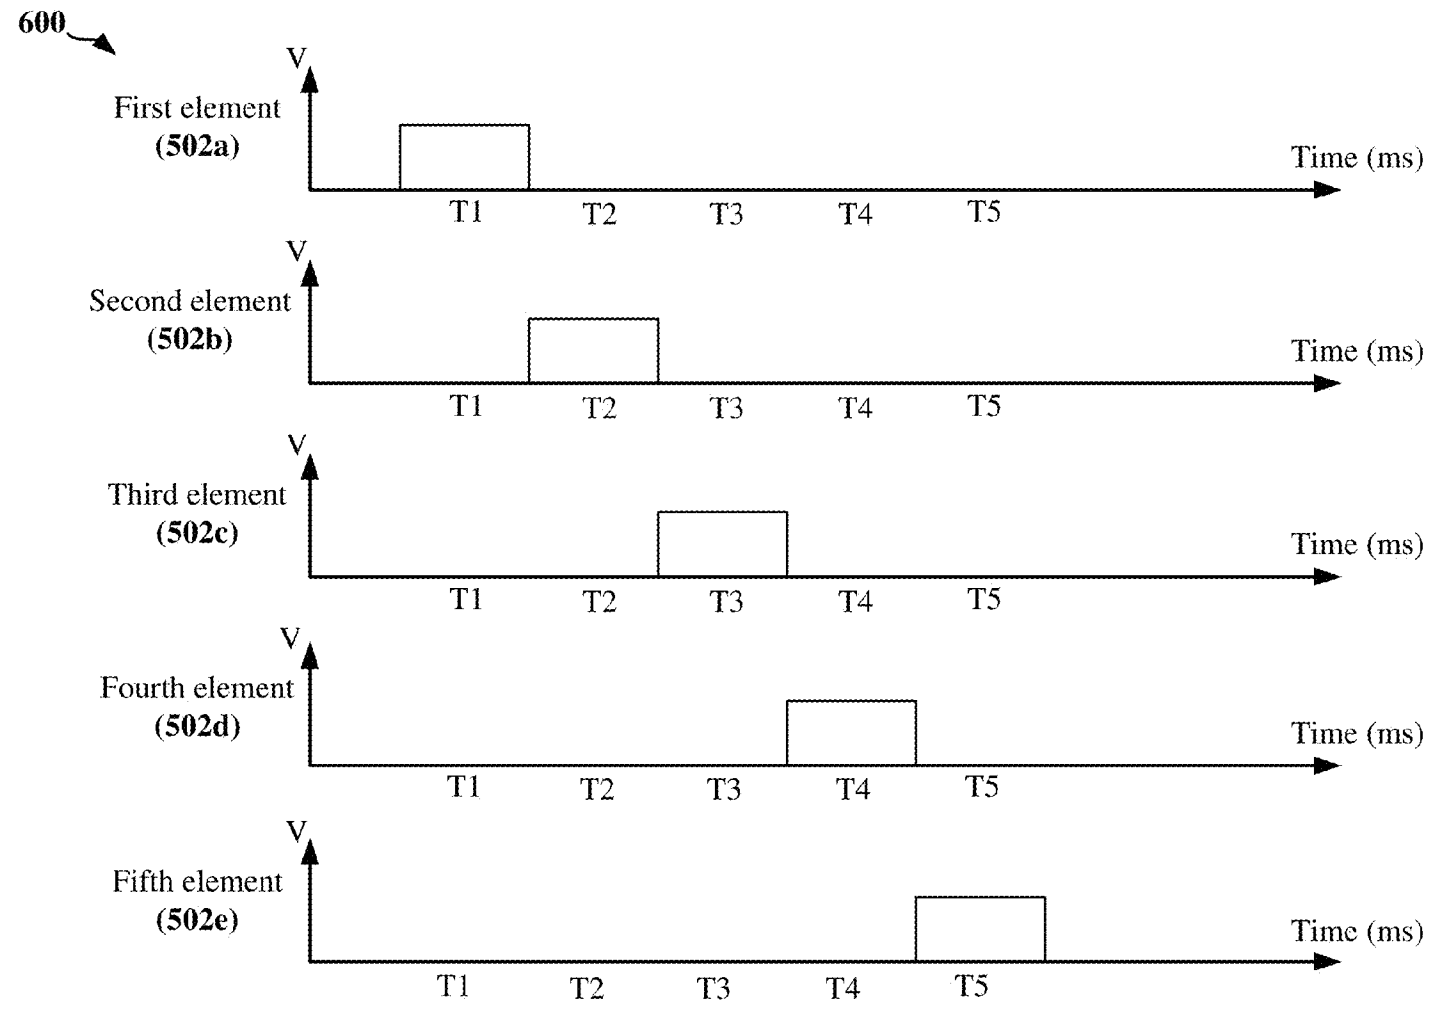 600
V
First element
(502a)
Time (ms)
T1 T2 T3 T4 T5
V
Second element
(502b)
Time (ms)
T1 T2 T3 T4 T5
V
Third element
(502c)
Time (ms)
T1 T2 T3 T4 T5
V
Fourth element
(502d)
Time (ms)
T1 T2 T3 T4 T5
V
Fifth element
(502e)
Time (ms)
T1 T2 T3 T4 T5